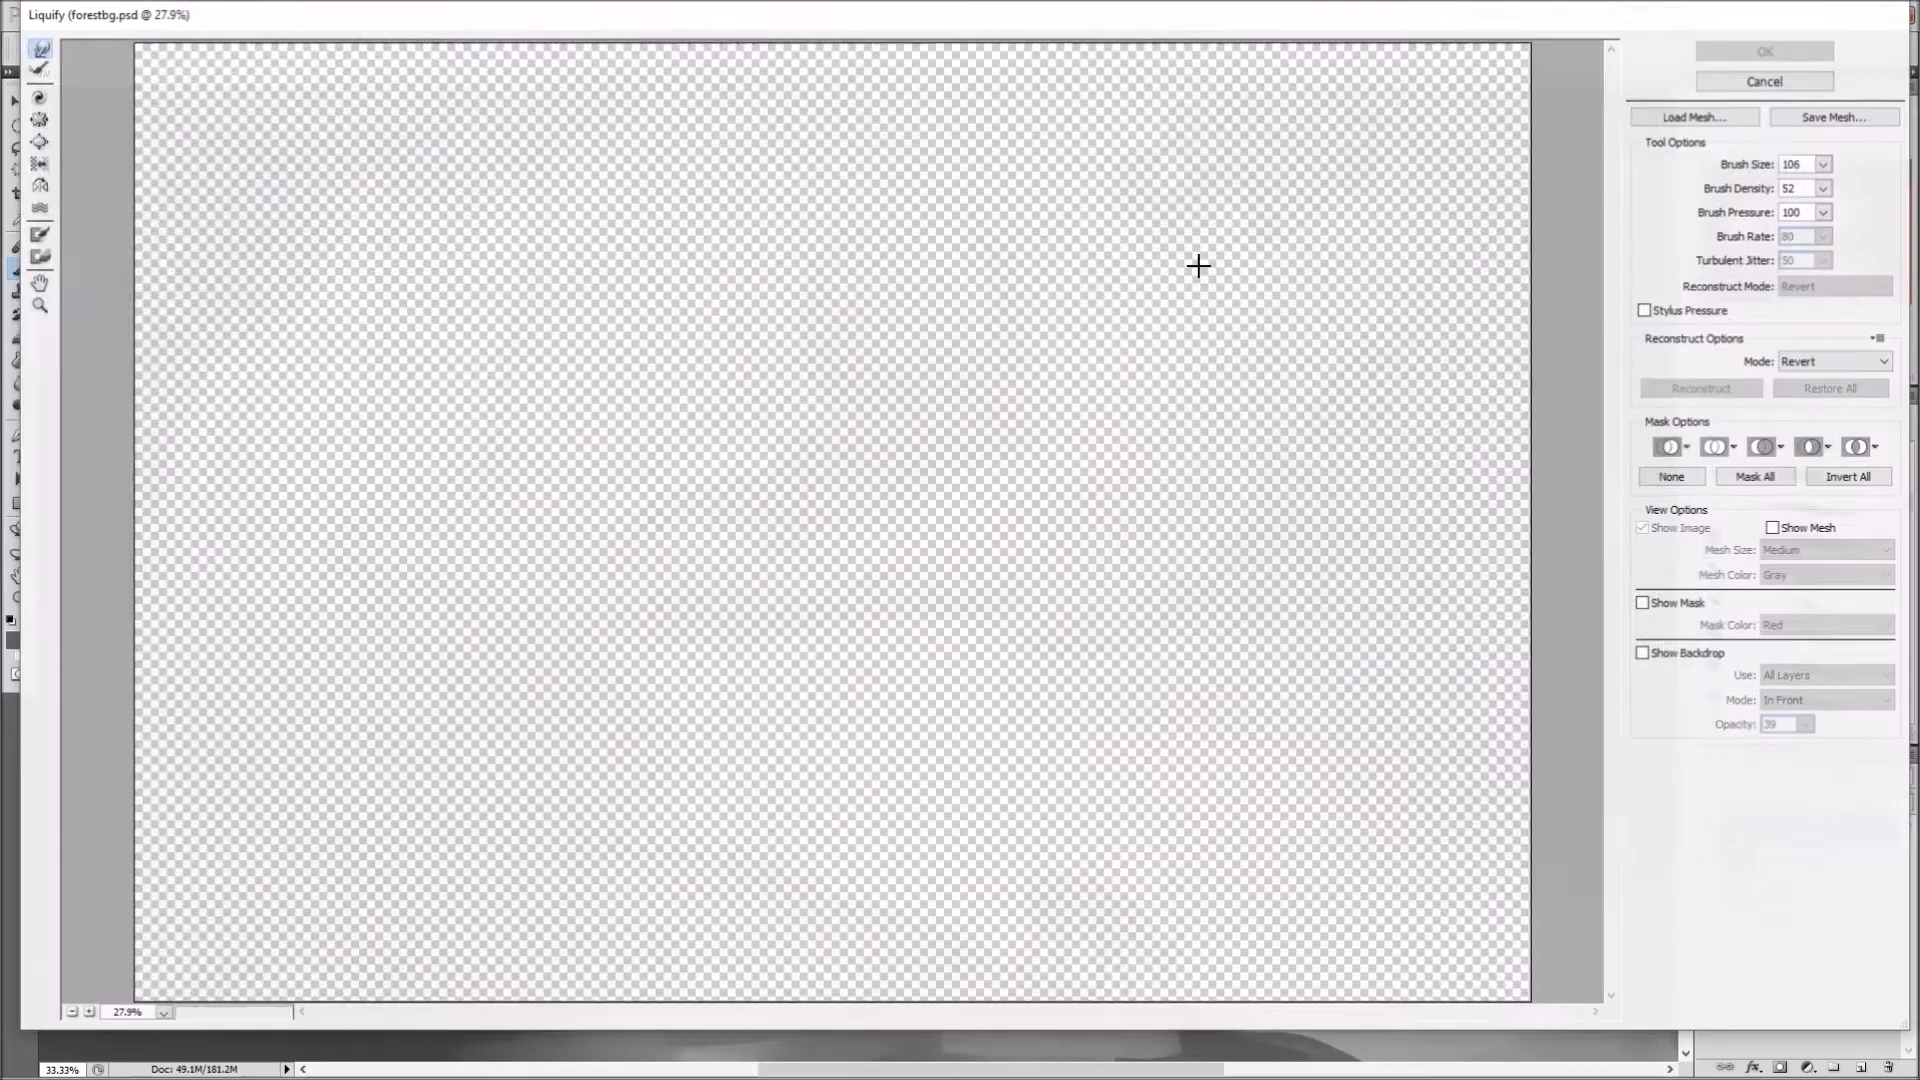 Liquify (forestbg.psd @ 27.9%)
OK
Cancel
Load Mesh... Save Mesh...
Tool Options
Brush Size: 106
Brush Density: 52
Brush Pressure: 100
Brush Rate: 80
Turbulent Jitter: 50
Reconstruct Mode: Revert
Stylus Pressure
Reconstruct Options
Mode: Revert
Reconstruct Restore All
Mask Options
None Mask All Invert All
View Options
Show Image Show Mesh
Mesh Size: Medium
Mesh Color: Gray
Show Mask
Mask Color: Red
Show Backdrop
Use: All Layers
Mode: In Front
Opacity: 39
27.9%
33.33% Doc: 49.1M/181.2M